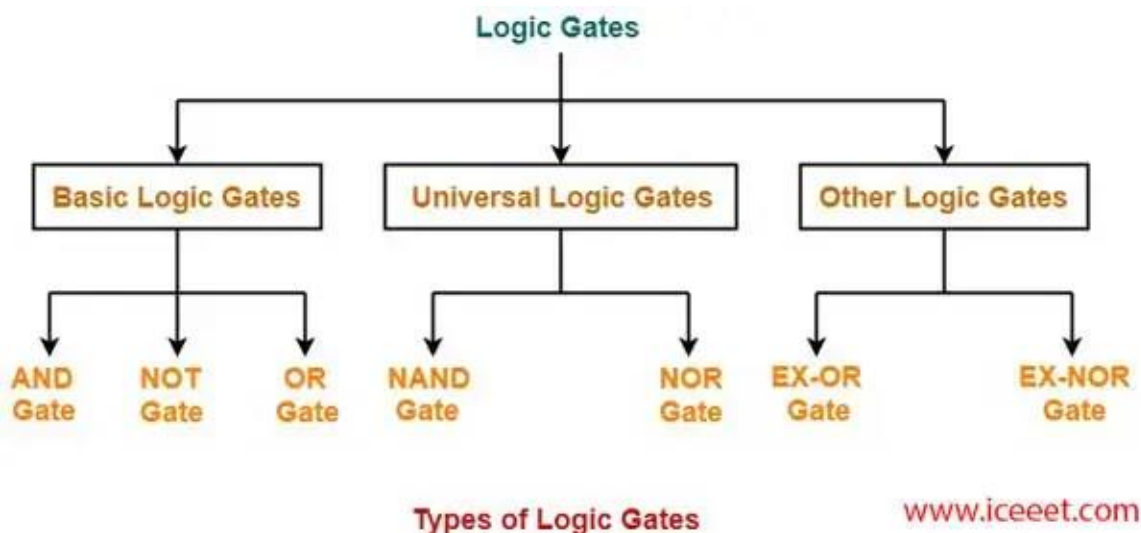 Logic Gates
Basic Logic Gates
Universal Logic Gates
Other Logic Gates
AND
Gate
NOT
Gate
OR
Gate
NAND
Gate
NOR
Gate
EX-OR
Gate
EX-NOR
Gate
Types of Logic Gates
www.iceeet.com